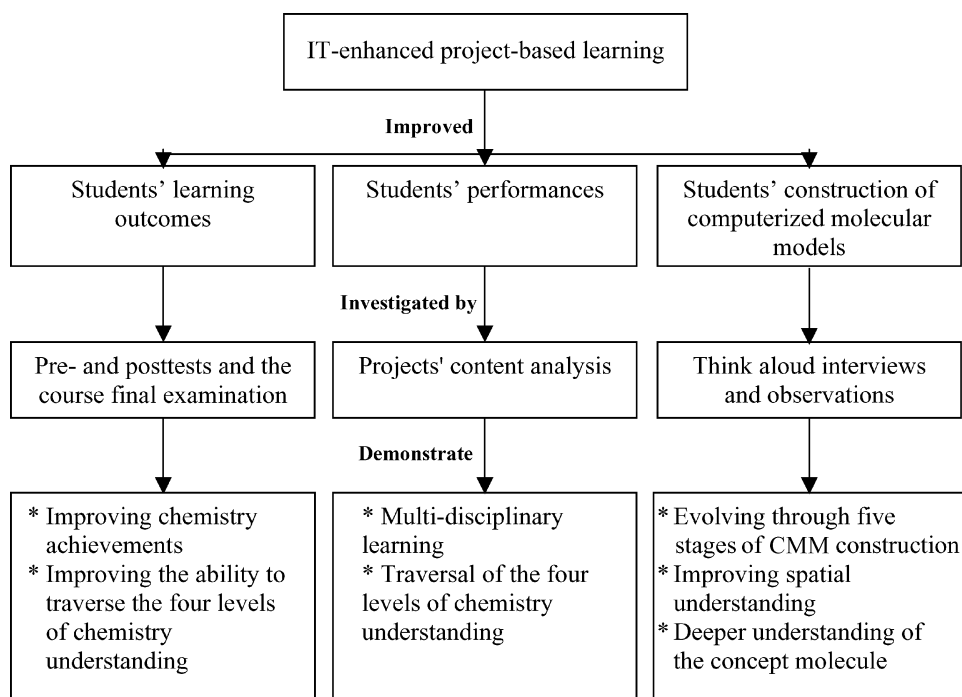 IT-enhanced project-based learning
Improved
Students’ learning
outcomes
Students’ performances
Students’ construction of
computerized molecular
models
Investigated by
Pre- and posttests and the
course final examination
Projects' content analysis
Think aloud interviews
and observations
Demonstrate
* Improving chemistry
achievements
* Improving the ability to
traverse the four levels
of chemistry
understanding
* Multi-disciplinary
learning
* Traversal of the four
levels of chemistry
understanding
* Evolving through five
stages of CMM construction
* Improving spatial
understanding
* Deeper understanding of
the concept molecule